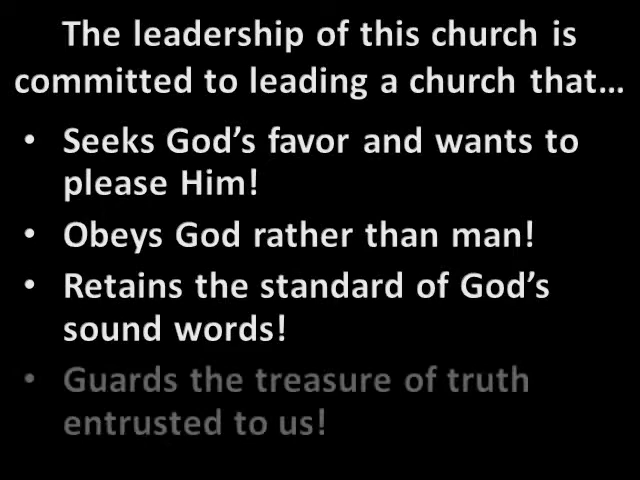 The leadership of this church is
committed to leading a church that…
• Seeks God’s favor and wants to
please Him!
• Obeys God rather than man!
• Retains the standard of God’s
sound words!
• Guards the treasure of truth
entrusted to us!